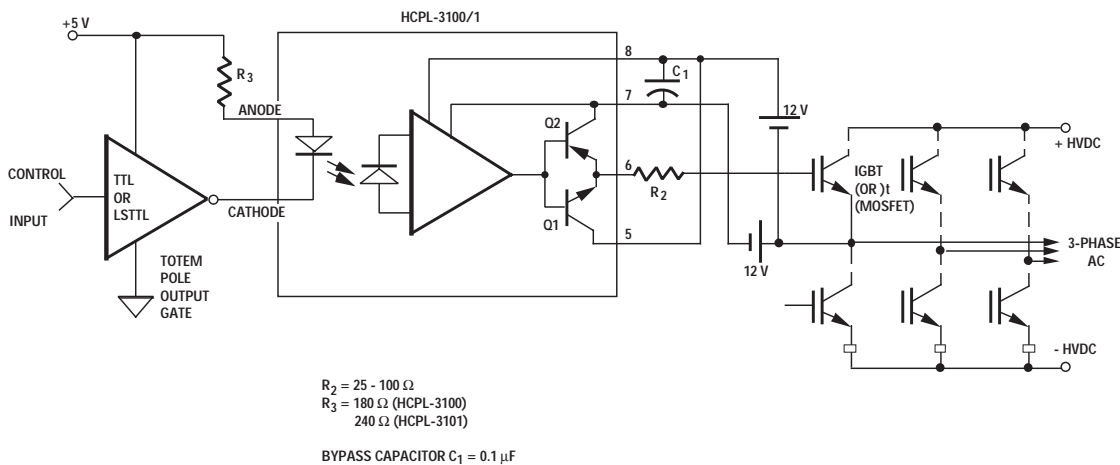 HCPL-3100/1
+5 V
R3
ANODE
CONTROL
INPUT
TTL
OR
LSTTL
CATHODE
TOTEM
POLE
OUTPUT
GATE
8
C1
7
Q2
6
R2
Q1
5
12 V
12 V
+ HVDC
IGBT
(OR )t
(MOSFET)
3-PHASE
AC
- HVDC
R2 = 25 - 100 Ω
R3 = 180 Ω (HCPL-3100)
240 Ω (HCPL-3101)
BYPASS CAPACITOR C1 = 0.1 µF